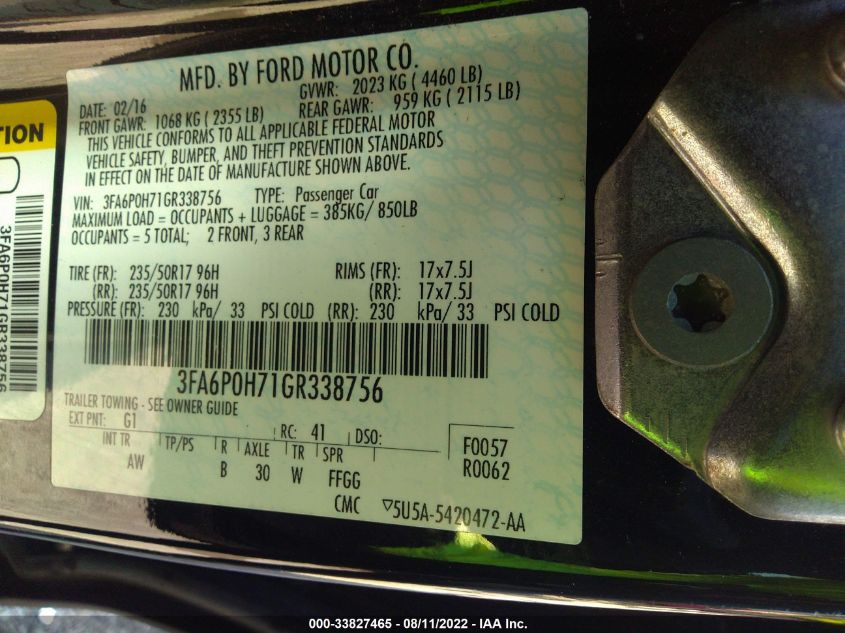 MFD. BY FORD MOTOR CO.
DATE: 02/16 GVWR: 2023 KG ( 4460 LB)
FRONT GAWR: 1068 KG ( 2355 LB) REAR GAWR: 959 KG ( 2115 LB)
THIS VEHICLE CONFORMS TO ALL APPLICABLE FEDERAL MOTOR
VEHICLE SAFETY, BUMPER, AND THEFT PREVENTION STANDARDS
IN EFFECT ON THE DATE OF MANUFACTURE SHOWN ABOVE.
VIN: 3FA6P0H71GR338756 TYPE: Passenger Car
MAXIMUM LOAD = OCCUPANTS + LUGGAGE = 385KG/ 850LB
OCCUPANTS = 5 TOTAL; 2 FRONT, 3 REAR
TIRE (FR): 235/50R17 96H RIMS (FR): 17x7.5J
(RR): 235/50R17 96H (RR): 17x7.5J
PRESSURE (FR): 230 kPa/ 33 PSI COLD (RR): 230 kPa/ 33 PSI COLD
3FA6P0H71GR338756
TRAILER TOWING - SEE OWNER GUIDE
EXT PNT: G1 RC: 41 DSO: F0057
INT TR TP/PS R AXLE TR SPR R0062
AW B 30 W FFGG
CMC ▽5U5A-5420472-AA
TION
3FA6P0H71GR338756
000-33827465 - 08/11/2022 - IAA Inc.